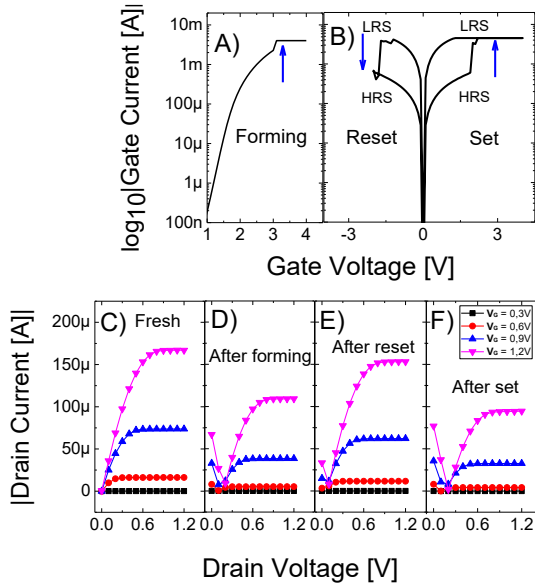 log10|Gate Current [A]|
10m
1m
100µ
10µ
1µ
100n
A)
Forming
1 2 3 4
B)
LRS LRS
HRS HRS
Reset Set
-3 0 3
Gate Voltage [V]
|Drain Current [A]|
200µ
150µ
100µ
50µ
0
C)
Fresh
0.0 0.6 1.2
D)
After forming
0.0 0.6 1.2
E)
After reset
0.0 0.6 1.2
F)
VG = 0,3V
VG = 0,6V
VG = 0,9V
VG = 1,2V
After set
0.0 0.6 1.2
Drain Voltage [V]